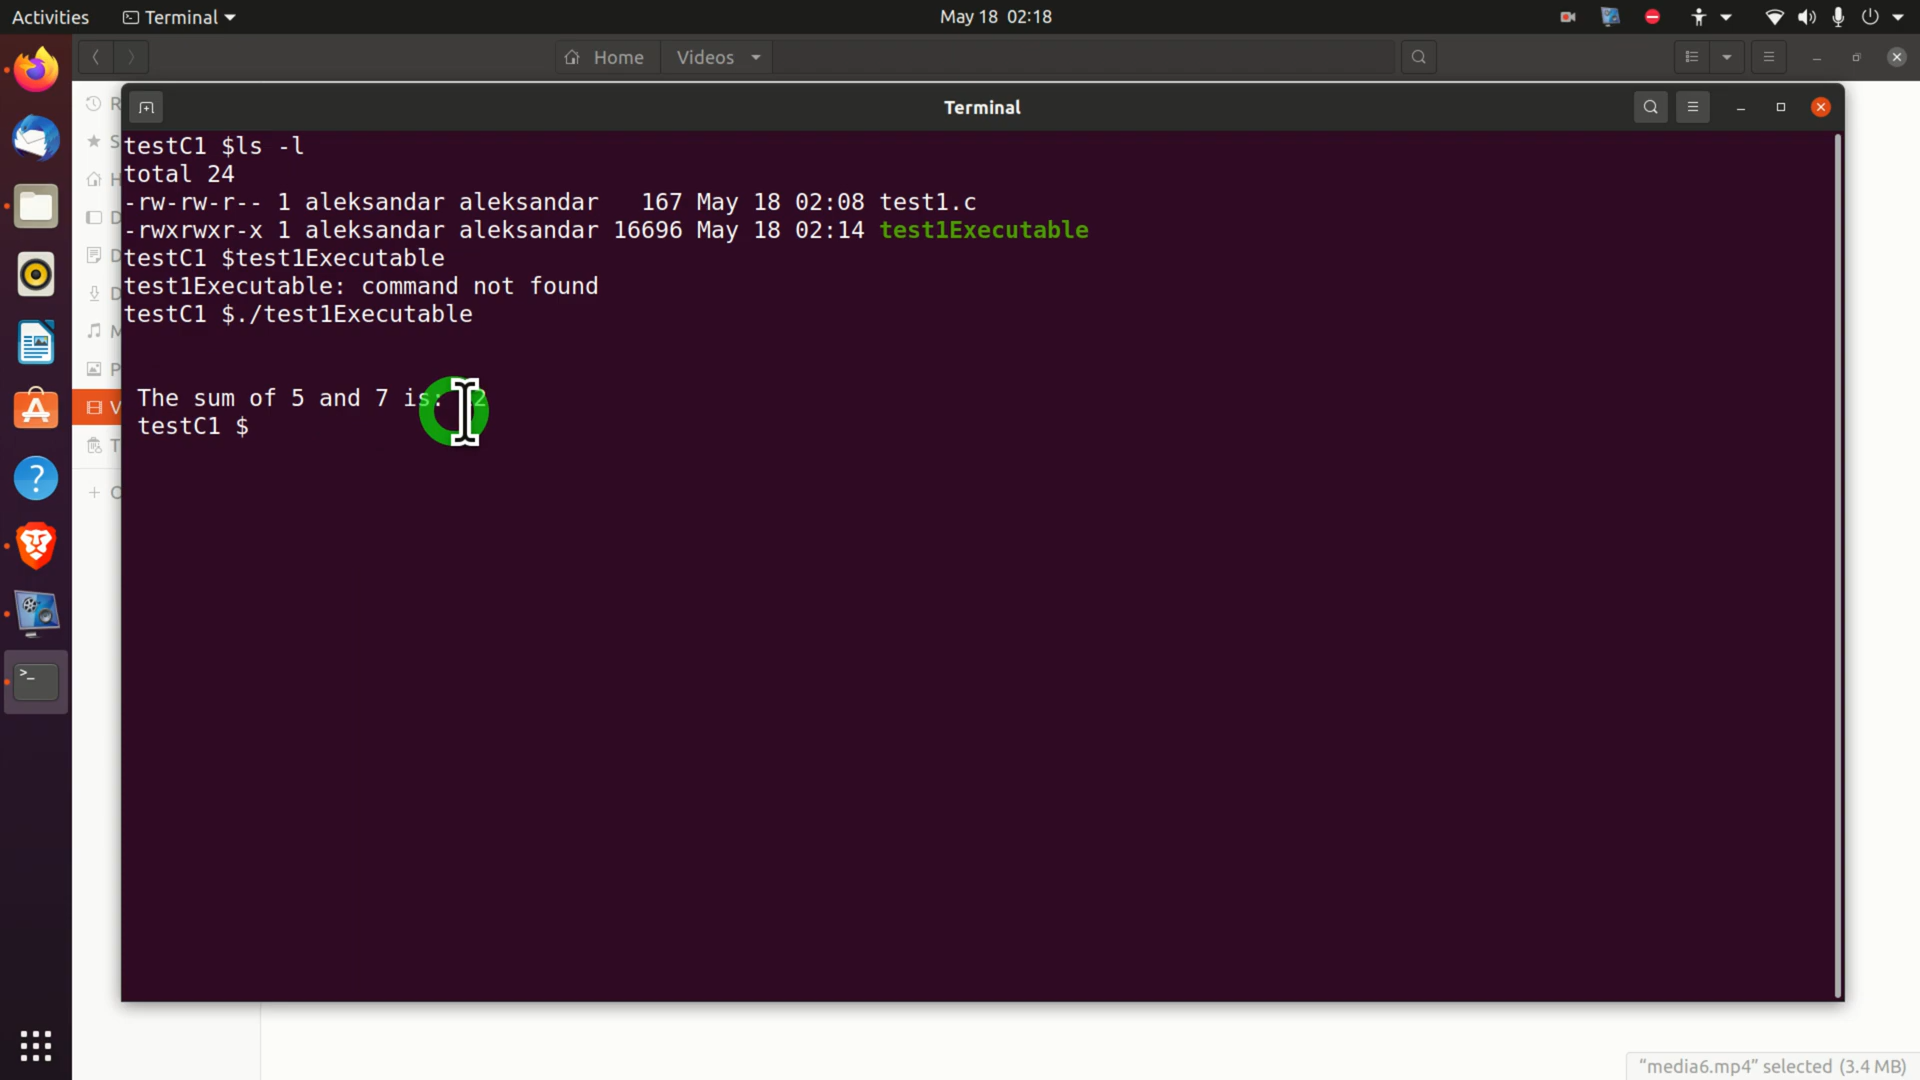 Activities Terminal May 18 02:18
Home Videos
Terminal
testC1 $ls -l
total 24
-rw-rw-r-- 1 aleksandar aleksandar 167 May 18 02:08 test1.c
-rwxrwxr-x 1 aleksandar aleksandar 16696 May 18 02:14 test1Executable
testC1 $test1Executable
test1Executable: command not found
testC1 $./test1Executable
The sum of 5 and 7 is:
testC1 $
"media6.mp4" selected (3.4 MB)